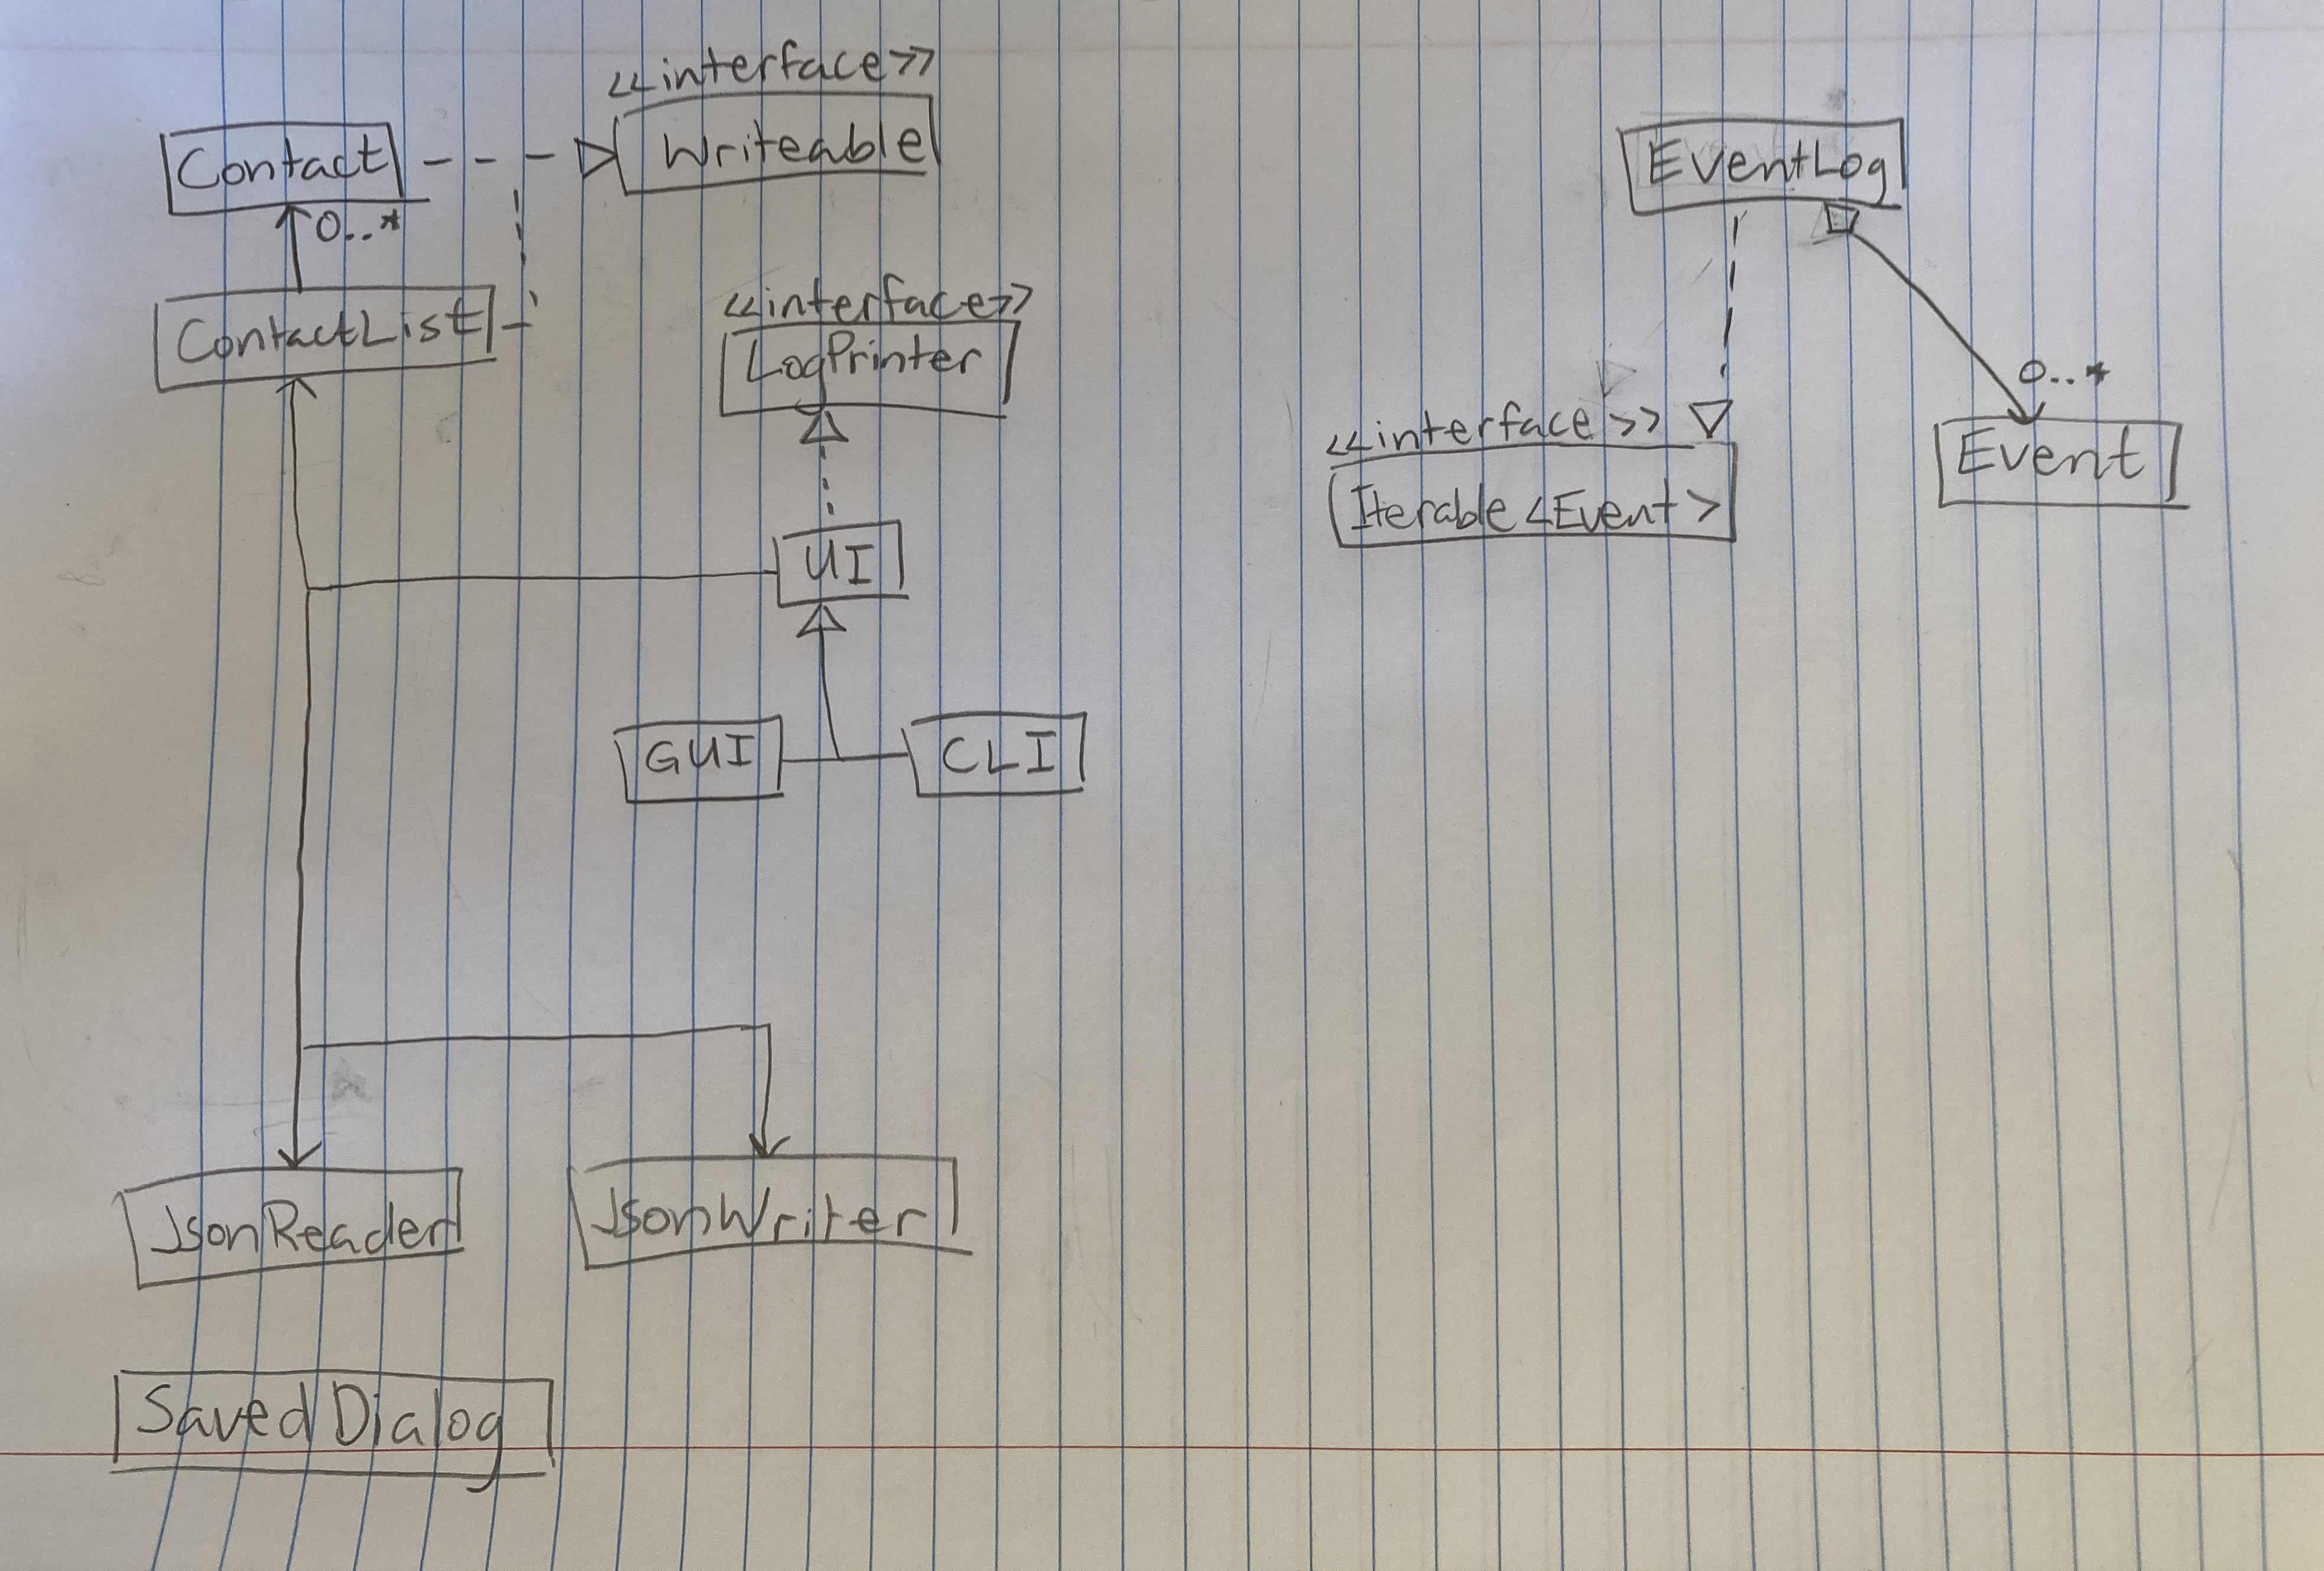 <<interface>>
Writeable
Contact
0..*
ContactList
<<interface>>
LogPrinter
UI
GUI
CLI
JsonReader
JsonWriter
SavedDialog
EventLog
<<interface>>
Iterable<Event>
0..*
Event